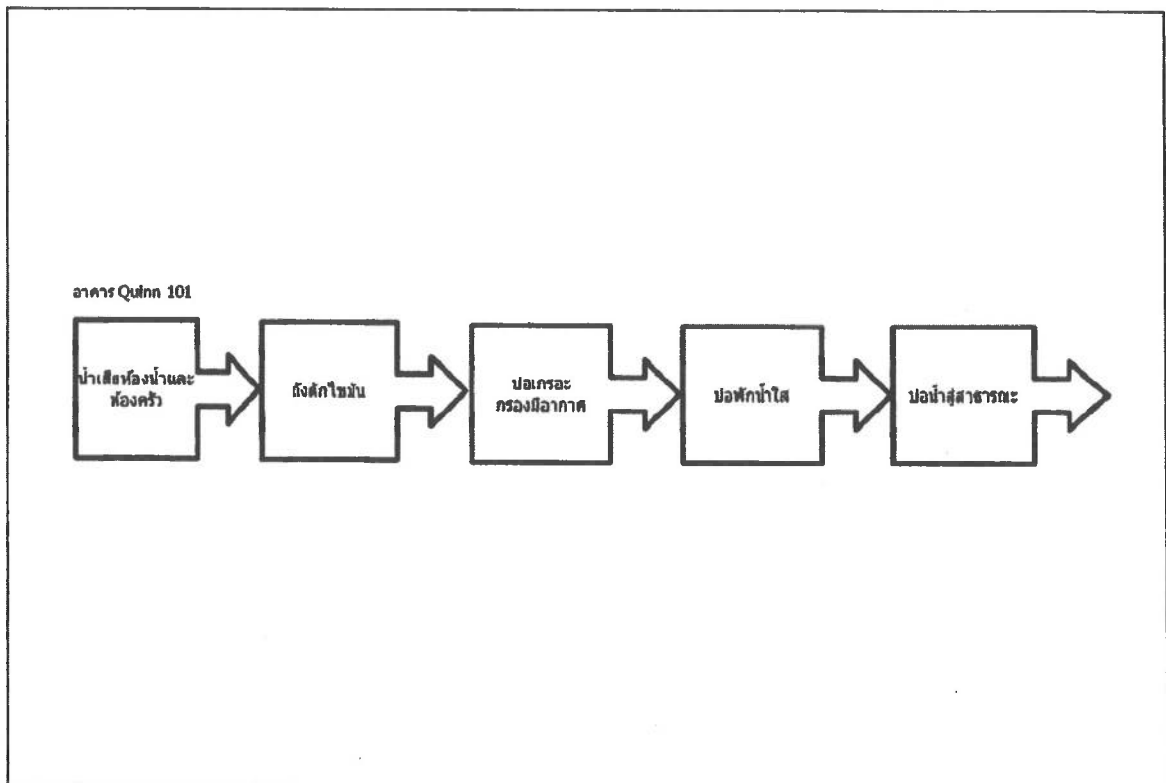 อาคาร Quinn 101
น้ำเสียห้องน้ำและ
ห้องครัว
ถังดักไขมัน
บ่อเกรอะ
กรองมีอากาศ
บ่อพักน้ำใส
บ่อน้ำสู่สาธารณะ